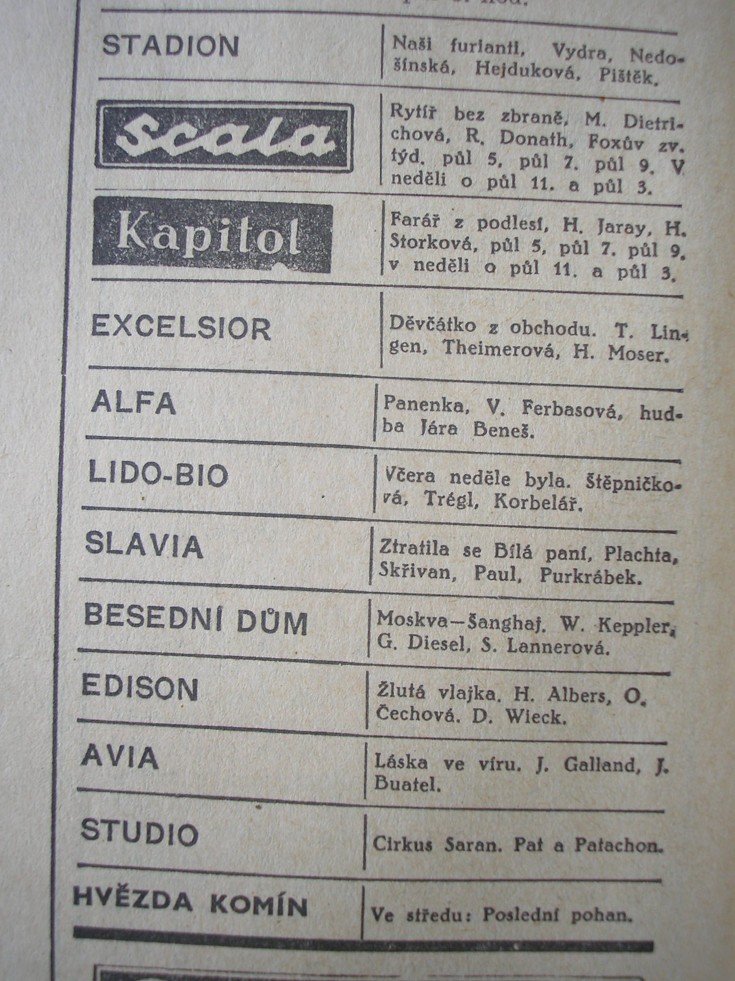 STADION
Naši furianti, Vydra, Nedo-
šínská, Hejduková, Pištěk.
Scala
Rytíř bez zbraně, M. Dietri-
chová, R. Donath, Foxův zv.
týd. půl 5, půl 7. půl 9. V
neděli o půl 11. a půl 3.
Kapitol
Farář z podlesí, H. Jaray, H.
Storková, půl 5, půl 7. půl 9.
v neděli o půl 11. a půl 3.
EXCELSIOR
Děvčátko z obchodu. T. Lin-
gen, Theimerová, H. Moser.
ALFA
Panenka, V. Ferbasová, hud-
ba Jára Beneš.
LIDO-BIO
Včera neděle byla. Štěpničko-
vá, Trégl, Korbelář.
SLAVIA
Ztratila se Bílá paní, Plachta,
Skřivan, Paul, Purkrábek.
BESEDNÍ DŮM
Moskva—Šanghaj. W. Keppler,
G. Diesel, S. Lannerová.
EDISON
Žlutá vlajka. H. Albers, O.
Čechová. D. Wieck.
AVIA
Láska ve víru. J. Galland, J.
Buatel.
STUDIO
Cirkus Saran. Pat a Patachon.
HVĚZDA KOMÍN
Ve středu: Poslední pohan.